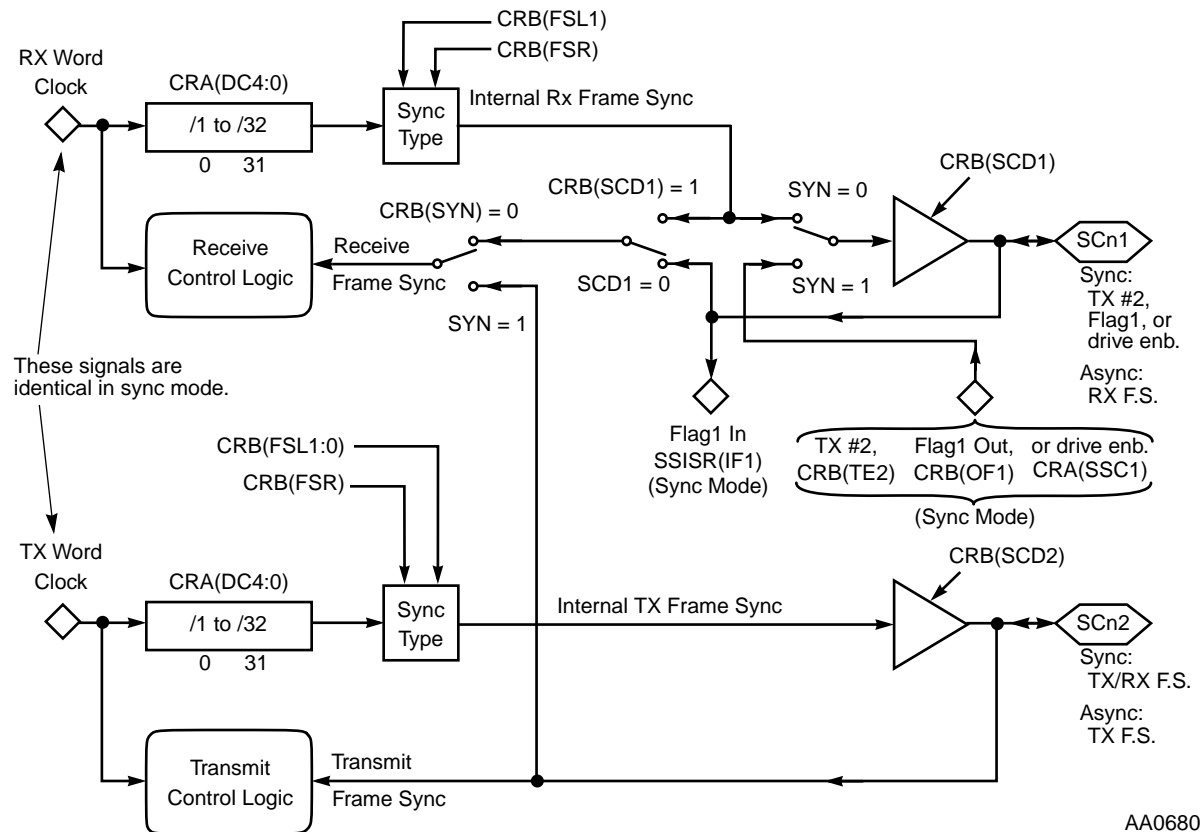 CRB(FSL1)
CRB(FSR)
RX Word
Clock
CRA(DC4:0)
/1 to /32
0 31
Sync
Type
Internal Rx Frame Sync
CRB(SCD1) = 1
SYN = 0
CRB(SCD1)
CRB(SYN) = 0
Receive
Control Logic
Receive
Frame Sync
SCn1
SCD1 = 0
SYN = 1
SYN = 1
Sync:
TX #2,
Flag1, or
drive enb.
Async:
RX F.S.
These signals are
identical in sync mode.
Flag1 In
SSISR(IF1)
(Sync Mode)
TX #2,
CRB(TE2)
Flag1 Out,
CRB(OF1)
or drive enb.
CRA(SSC1)
(Sync Mode)
CRB(FSL1:0)
CRB(FSR)
TX Word
Clock
CRA(DC4:0)
/1 to /32
0 31
Sync
Type
Internal TX Frame Sync
CRB(SCD2)
SCn2
Sync:
TX/RX F.S.
Async:
TX F.S.
Transmit
Control Logic
Transmit
Frame Sync
AA0680